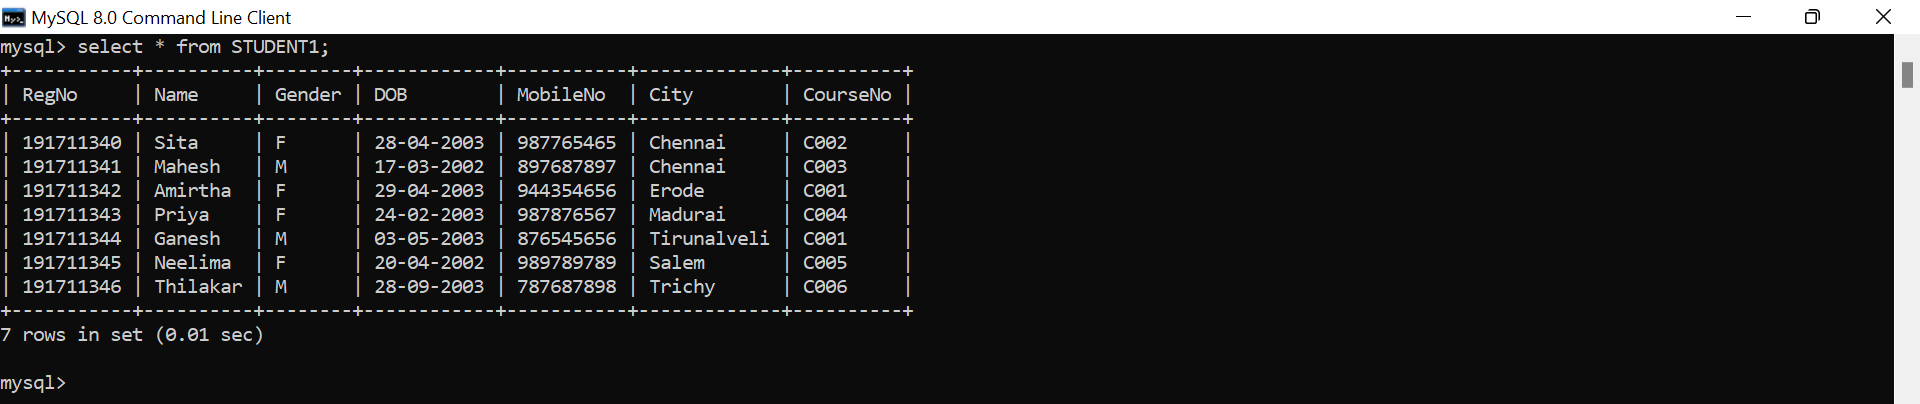 MySQL 8.0 Command Line Client
mysql> select * from STUDENT1;
+-----------+----------+--------+------------+-----------+-------------+----------+
| RegNo     | Name     | Gender | DOB        | MobileNo  | City        | CourseNo |
+-----------+----------+--------+------------+-----------+-------------+----------+
| 191711340 | Sita     | F      | 28-04-2003 | 987765465 | Chennai     | C002     |
| 191711341 | Mahesh   | M      | 17-03-2002 | 897687897 | Chennai     | C003     |
| 191711342 | Amirtha  | F      | 29-04-2003 | 944354656 | Erode       | C001     |
| 191711343 | Priya    | F      | 24-02-2003 | 987876567 | Madurai     | C004     |
| 191711344 | Ganesh   | M      | 03-05-2003 | 876545656 | Tirunalveli | C001     |
| 191711345 | Neelima  | F      | 20-04-2002 | 989789789 | Salem       | C005     |
| 191711346 | Thilakar | M      | 28-09-2003 | 787687898 | Trichy      | C006     |
+-----------+----------+--------+------------+-----------+-------------+----------+
7 rows in set (0.01 sec)
mysql>